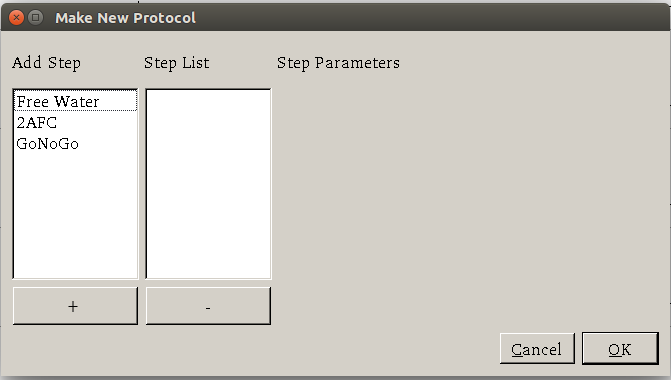 Make New Protocol
Add Step Step List Step Parameters
Free Water
2AFC
GoNoGo
+ -
Cancel OK